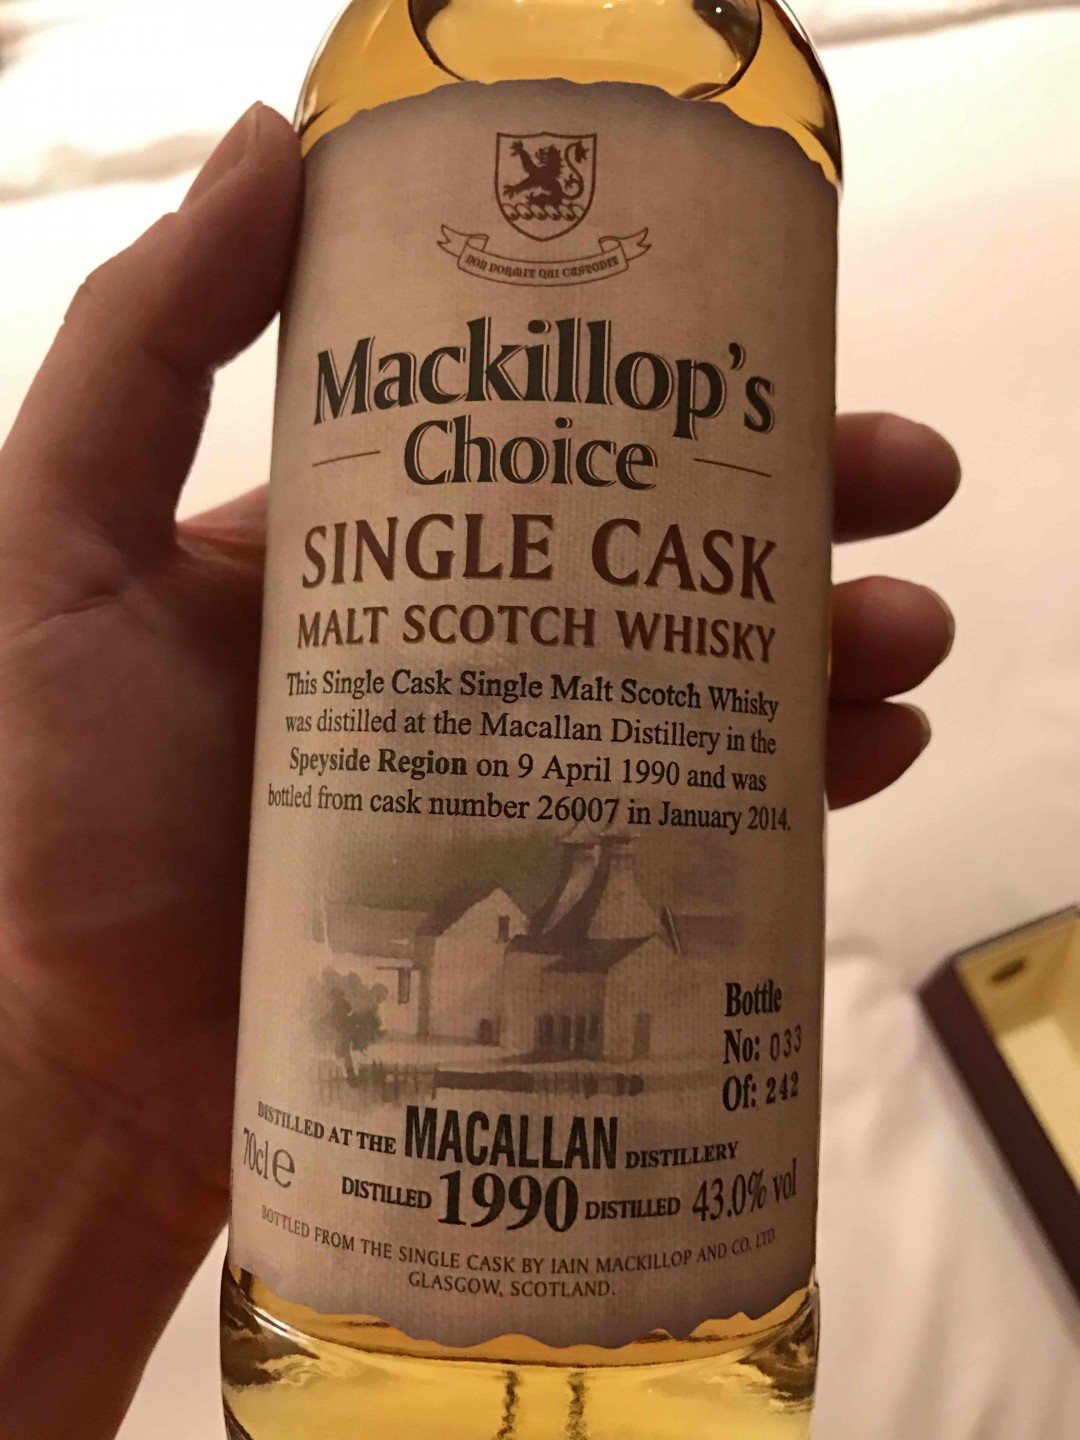 NON DORMIT QUI CUSTODIT
Mackillop's
Choice
SINGLE CASK
MALT SCOTCH WHISKY
This Single Cask Single Malt Scotch Whisky
was distilled at the Macallan Distillery in the
Speyside Region on 9 April 1990 and was
bottled from cask number 26007 in January 2014.
Bottle
No: 033
Of: 242
DISTILLED AT THE MACALLAN DISTILLERY
70cl e
DISTILLED 1990 DISTILLED 43.0% vol
BOTTLED FROM THE SINGLE CASK BY IAIN MACKILLOP AND CO. LTD
GLASGOW, SCOTLAND.